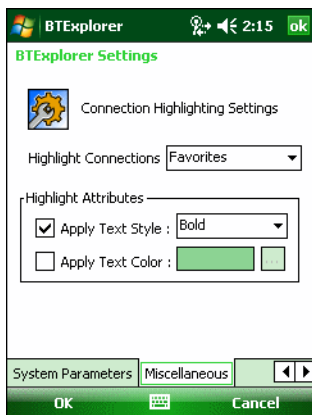 BTExplorer 2:15 ok
BTExplorer Settings
Connection Highlighting Settings
Highlight Connections Favorites
Highlight Attributes
Apply Text Style : Bold
Apply Text Color : ...
System Parameters Miscellaneous
OK Cancel